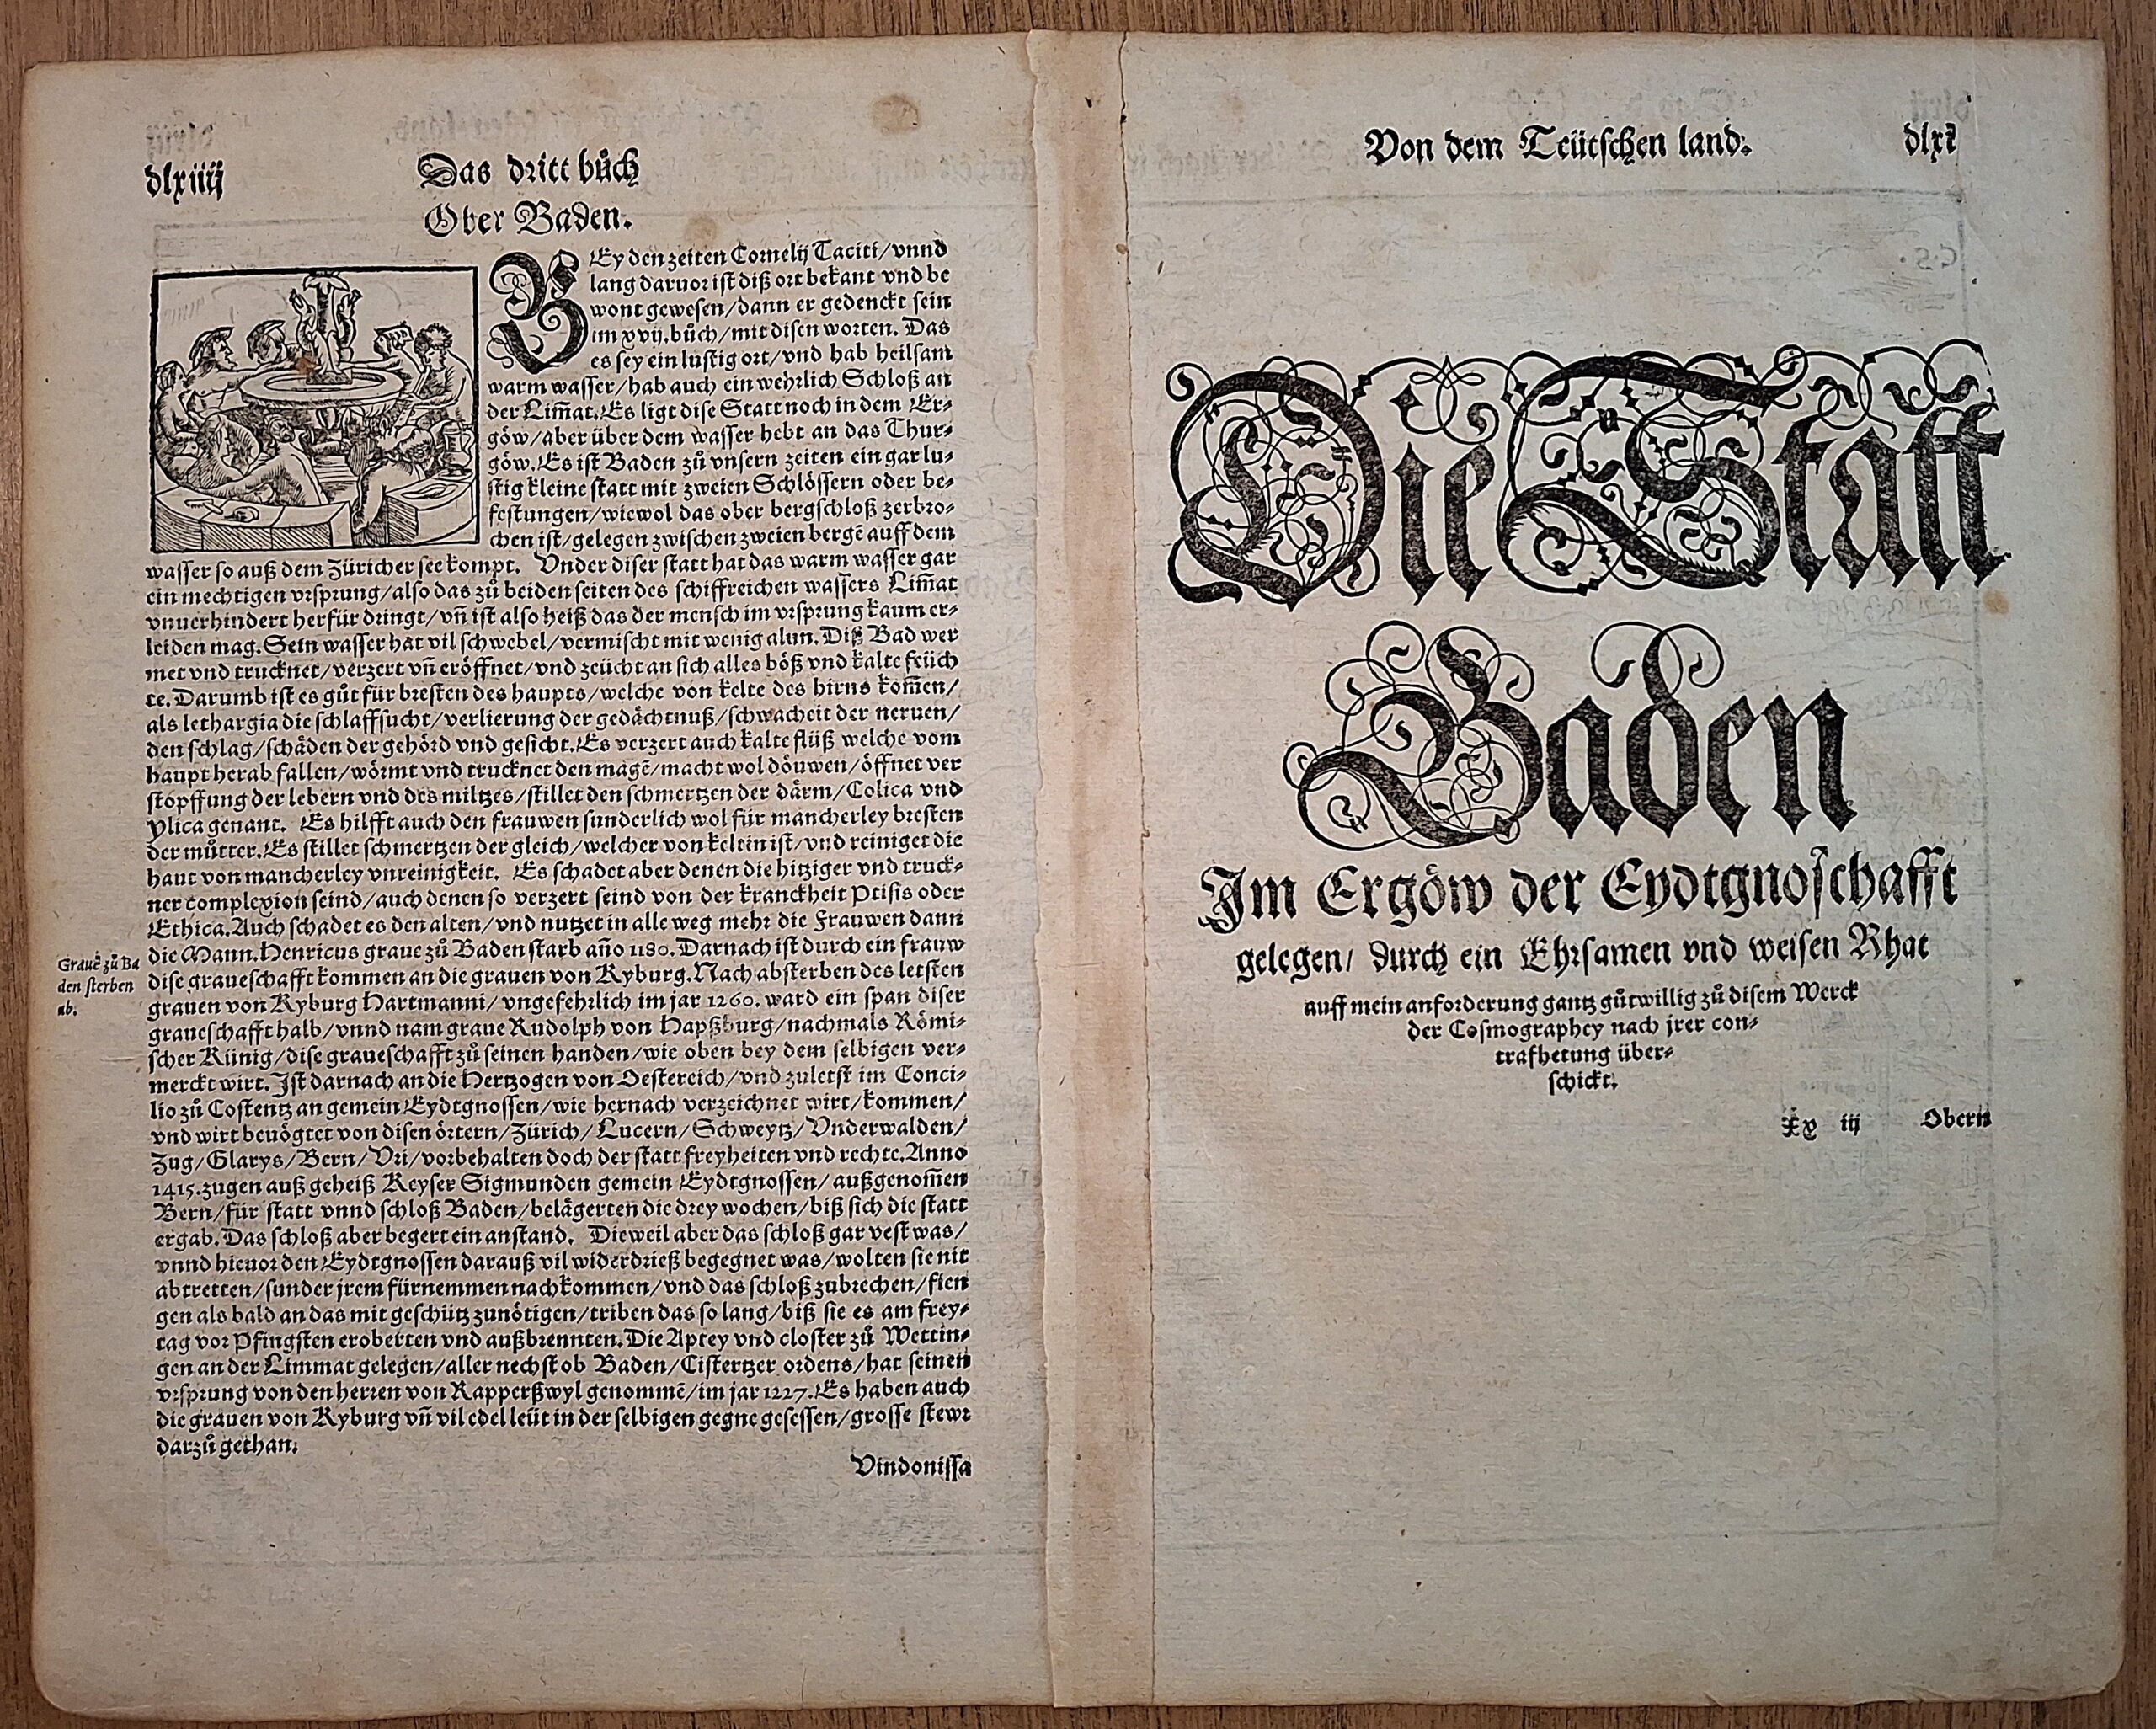 dlxiiij
Das dritt bůch
Ober Baden.
BEy den zeiten Cornelij Taciti/vnnd
lang daruor ist diß ort bekant vnd be
wont gewesen/dann er gedenckt sein
im xvij.bůch/mit disen worten. Das
es sey ein lustig ort/vnd hab heilsam
warm wasser/hab auch ein wehrlich Schloß an
der Lim̄at.Es ligt dise Statt noch in dem Er⸗
göw/aber über dem wasser hebt an das Thur⸗
göw.Es ist Baden zů vnsern zeiten ein gar lu⸗
stig kleine statt mit zweien Schlössern oder be⸗
festungen/wiewol das ober bergschloß zerbro⸗
chen ist/gelegen zwischen zweien bergē auff dem
wasser so auß dem Züricher see kompt. Vnder diser statt hat das warm wasser gar
ein mechtigen vrsprung/also das zů beiden seiten des schiffreichen wassers Lim̄at
vnuerhindert herfür dringt/vn̄ ist also heiß das der mensch im vrsprung kaum er⸗
leiden mag.Sein wasser hat vil schwebel/vermischt mit wenig alun.Diß Bad wer
met vnd trucknet/verzert vn̄ eröffnet/vnd zeücht an sich alles böß vnd kalte feüch
te.Darumb ist es gůt für bresten des haupts/welche von kelte des hirns kom̄en/
als lethargia die schlaffsucht/verlierung der gedächtnuß/schwacheit der neruen/
den schlag/schäden der gehörd vnd gesicht.Es verzert auch kalte flüß welche vom
haupt herab fallen/wörmt vnd trucknet den magē/macht wol döuwen/öffnet ver
stopffung der lebern vnd des miltzes/stillet den schmertzen der därm/Colica vnd
ylica genant. Es hilfft auch den frauwen sunderlich wol für mancherley bresten
der můtter.Es stillet schmertzen der gleich/welcher von kelten ist/vnd reiniget die
haut von mancherley vnreinigkeit. Es schadet aber denen die hitziger vnd truck⸗
ner complexion seind/auch denen so verzert seind von der kranckheit Ptisis oder
Ethica.Auch schadet es den alten/vnd nutzet in alle weg mehr die Frauwen dann
die Mann.Henricus graue zů Baden starb año 1180.Darnach ist durch ein frauw
Grauē zů Ba
den sterben
ab.
dise graueschafft kommen an die grauen von Kyburg.Nach absterben des letsten
grauen von Kyburg Hartmanni/vngefehrlich im jar 1260. ward ein span diser
graueschafft halb/vnnd nam graue Rudolph von Hapßburg/nachmals Römi⸗
scher Künig/dise graueschafft zů seinen handen/wie oben bey dem selbigen ver⸗
merckt wirt.Ist darnach an die Hertzogen von Oestereich/vnd zuletst im Conci⸗
lio zů Costentz an gemein Eydtgnossen/wie hernach verzeichnet wirt/kommen/
vnd wirt beuögtet von disen örtern/Zürich/Lucern/Schweytz/Vnderwalden/
Zug/Glarys/Bern/Vri/vorbehalten doch der statt freyheiten vnd rechte.Anno
1415.zugen auß geheiß Keyser Sigmunden gemein Eydtgnossen/außgenom̄en
Bern/für statt vnnd schloß Baden/belägerten die drey wochen/biß sich die statt
ergab.Das schloß aber begert ein anstand. Dieweil aber das schloß gar vest was/
vnnd hieuor den Eydtgnossen darauß vil widerdrieß begegnet was/wolten sie nit
abtretten/sunder jrem fürnemmen nachkommen/vnd das schloß zubrechen/fien
gen als bald an das mit geschütz zunötigen/triben das so lang/biß sie es am frey⸗
tag vor Pfingsten eroberten vnd außbrennten.Die Aptey vnd closter zů Wettin⸗
gen an der Limmat gelegen/aller nechst ob Baden/Cistertzer ordens/hat seinen
vrsprung von den herren von Rapperßwyl genommē/im jar 1227.Es haben auch
die grauen von Kyburg vn̄ vil edel leüt in der selbigen gegne gesessen/grosse stewr
darzů gethan.
Vindonissa
Von dem Teütschen land.
dlxv
Die Statt
Baden
Im Ergöw der Eydtgnoschafft
gelegen/ durch ein Ehrsamen vnd weisen Rhat
auff mein anforderung gantz gůtwillig zů disem Werck
der Cosmographey nach jrer con⸗
trafhetung über⸗
schickt.
Xx iij
Obern